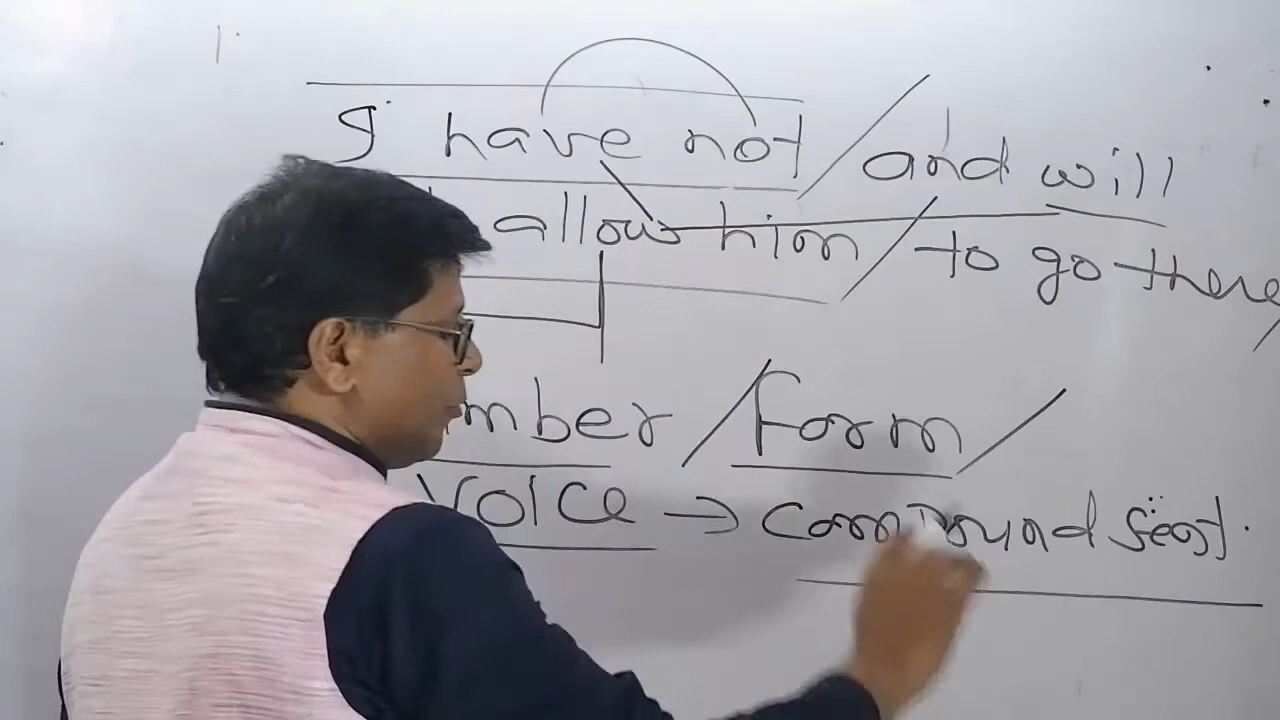 I have not / and will
allow him / to go there /
mber / Form /
Voice → Compound Sent.